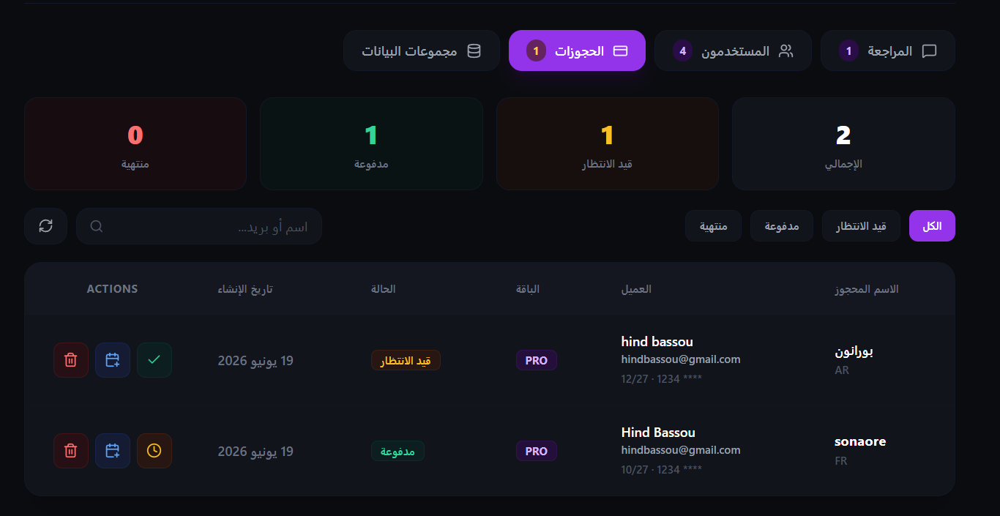 المراجعة 1
المستخدمون 4
الحجوزات 1
مجموعات البيانات
2
الإجمالي
1
قيد الانتظار
1
مدفوعة
0
منتهية
الكل
قيد الانتظار
مدفوعة
منتهية
اسم أو بريد...
الاسم المحجوز
العميل
الباقة
الحالة
تاريخ الإنشاء
ACTIONS
بورانون
AR
hind bassou
hindbassou@gmail.com
12/27 · 1234 ****
PRO
قيد الانتظار
19 يونيو 2026
sonaore
FR
Hind Bassou
hindbassou@gmail.com
10/27 · 1234 ****
PRO
مدفوعة
19 يونيو 2026